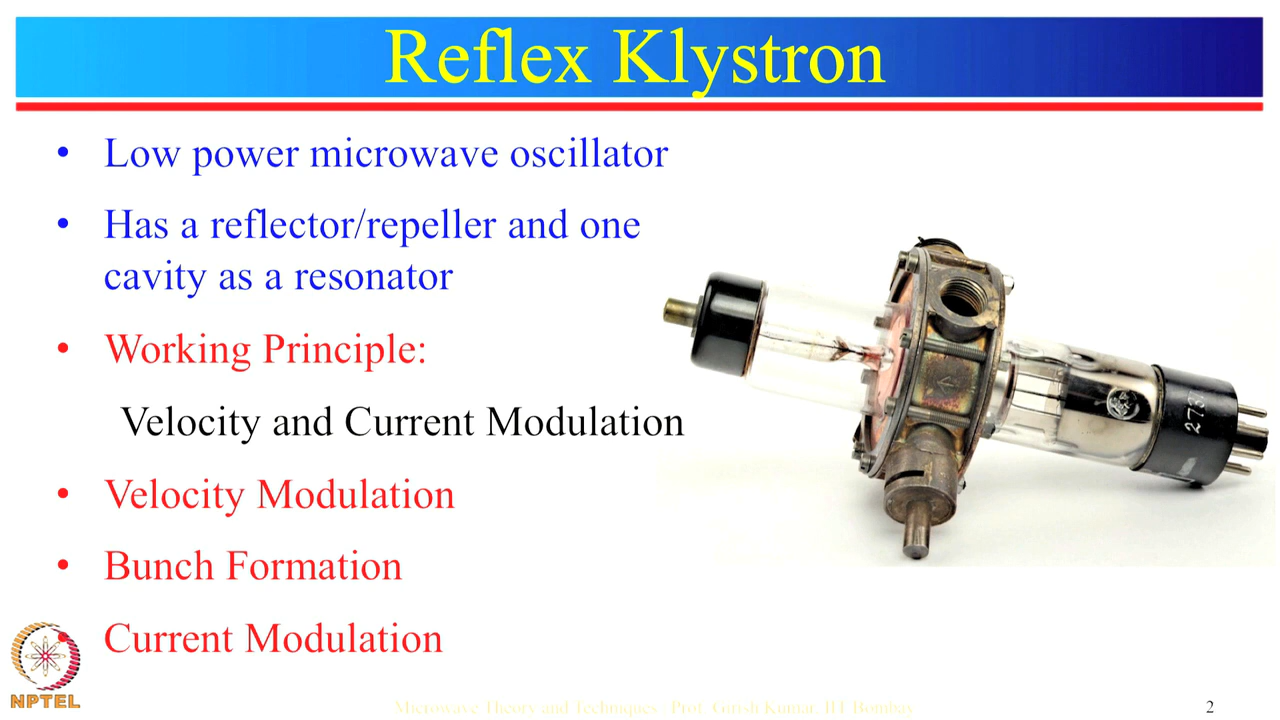 Reflex Klystron
• Low power microwave oscillator
• Has a reflector/repeller and one
cavity as a resonator
• Working Principle:
Velocity and Current Modulation
• Velocity Modulation
• Bunch Formation
• Current Modulation
273
NPTEL
Microwave Theory and Techniques : Prof. Girish Kumar, IIT Bombay
2